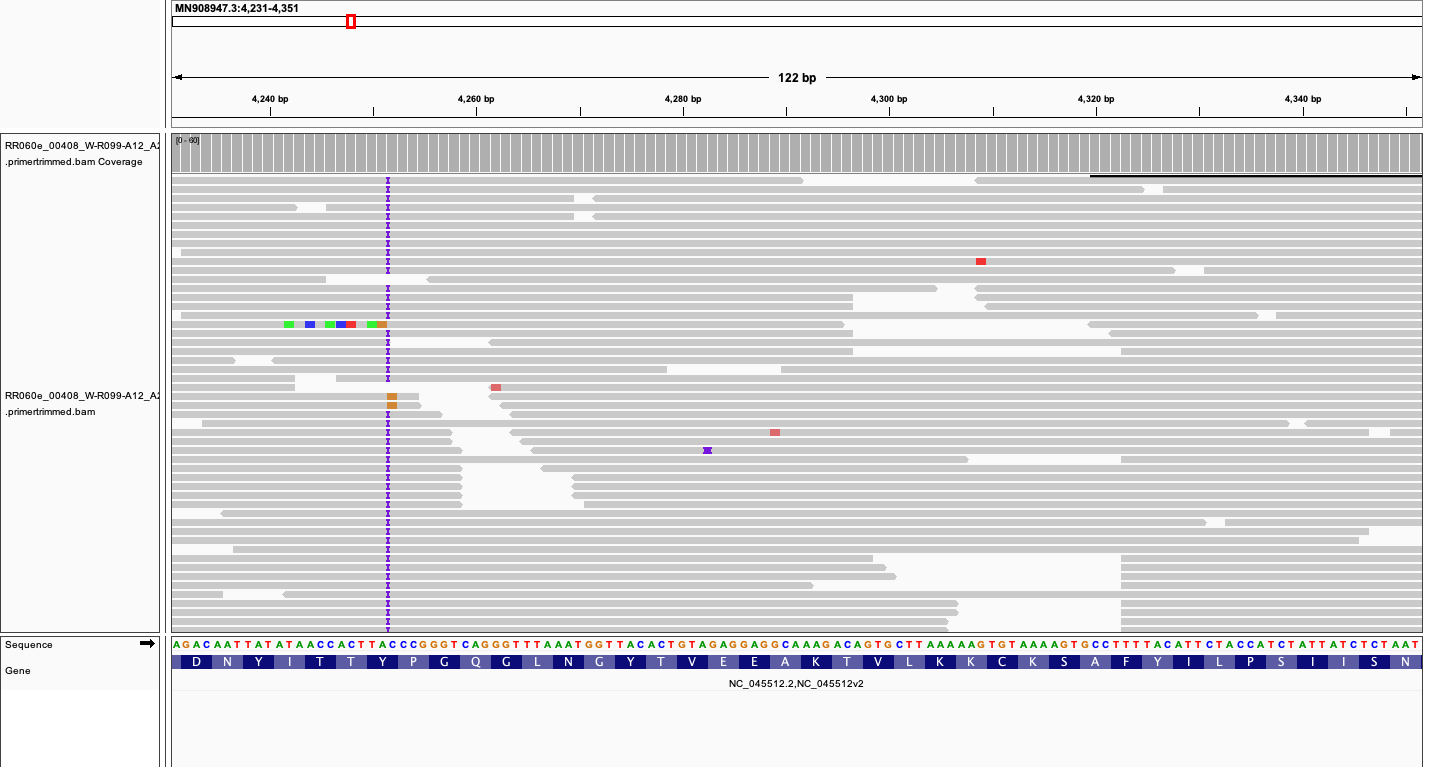 MN908947.3:4,231-4,351
122 bp
4,240 bp 4,260 bp 4,280 bp 4,300 bp 4,320 bp 4,340 bp
[0 - 60]
RR060e_00408_W-R099-A12_A2
.primertrimmed.bam Coverage
RR060e_00408_W-R099-A12_A2
.primertrimmed.bam
Sequence
AGACAATTATATAACCACTTACCCGGGTCAGGGTTTAAATGGTTACACTGTAGAGGAGGCAAAGACAGTGCTTAAAAAGTGTAAAAGTGCCTTTTACATTCTACCATCTATTATCTCTAAT
Gene
D N Y I T T Y P G Q G L N G Y T V E E A K T V L K K C K S A F Y I L P S I I S N
NC_045512.2,NC_045512v2